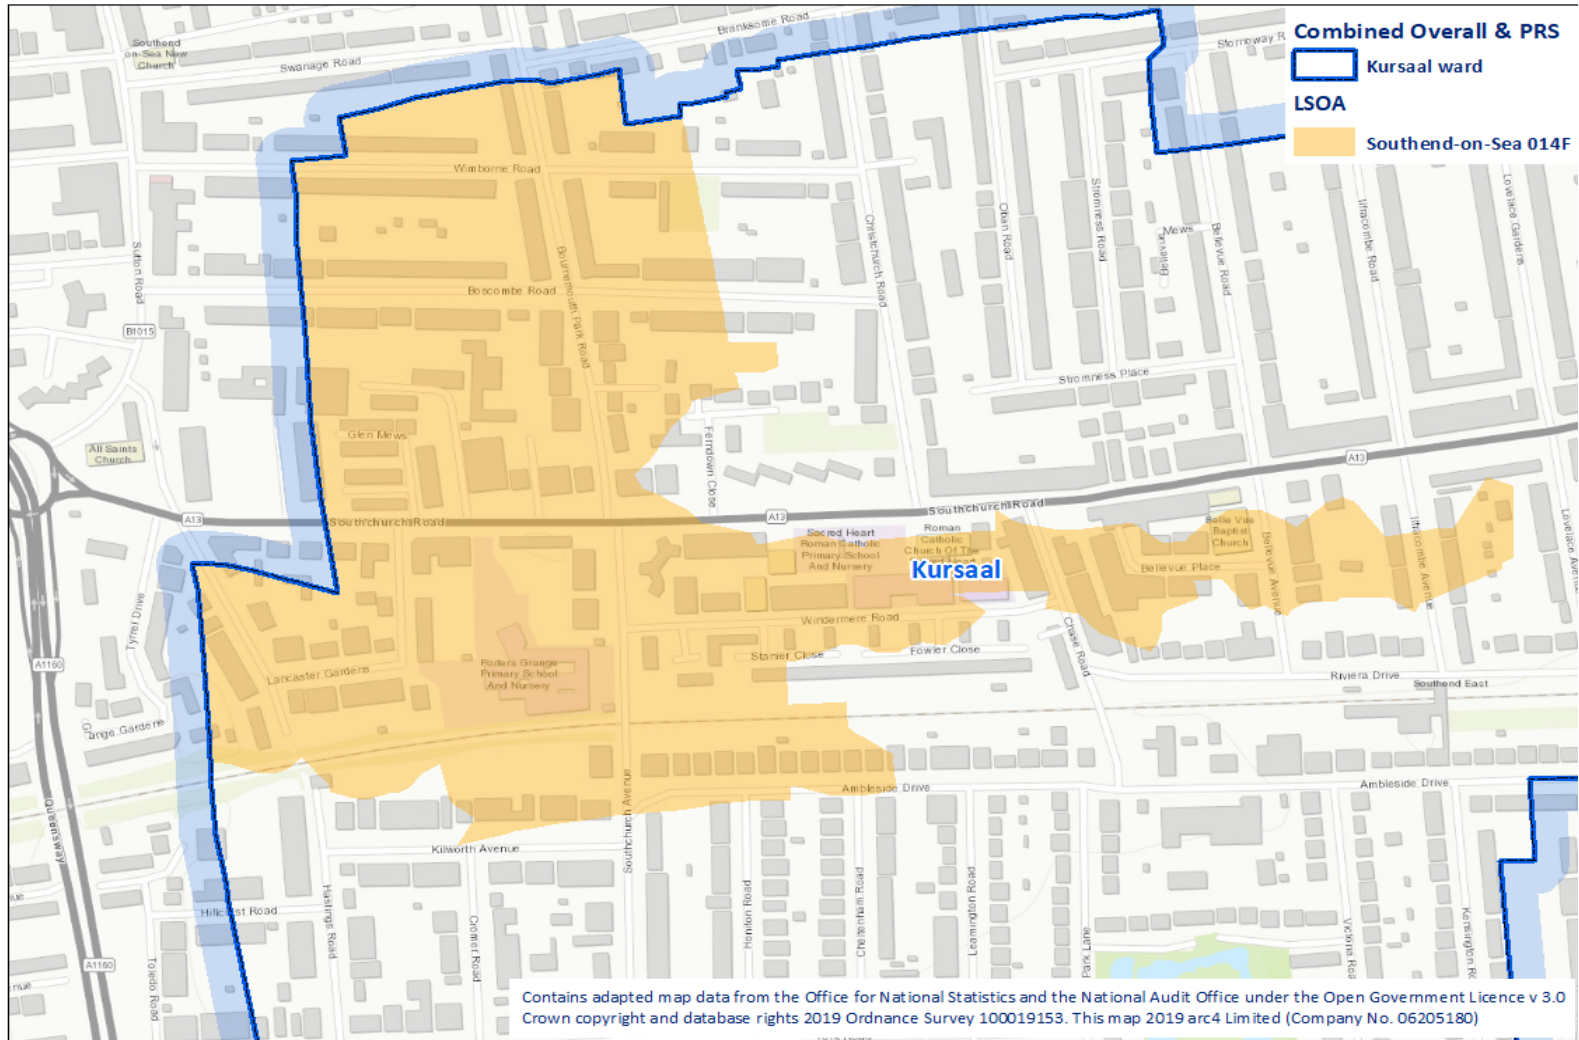 Combined Overall & PRS
Kursaal ward
LSOA
Southend-on-Sea 014F
Branksome Road
Southend
on-Sea New
Church
Swanage Road
Stornoway R
Wimborne Road
Sutton Road
Bournemouth Park Road
Christchurch Road
Oban Road
Stromness Road
Mews
Bellevue
Bellevue Road
Ilfracombe Road
Lovelace Gardens
Boscombe Road
B1015
Stromness Place
Glen Mews
Ferndown Close
All Saints
Church
A13
A13
A13
Southchurch Road
Southchurch Road
Sacred Heart
Roman Catholic
Primary School
And Nursery
Roman
Catholic
Church Of The
Kursaal
Belle Vue
Baptist
Church
Bellevue Place
Bellevue Avenue
Ilfracombe Avenue
Lovelace Avenue
Tyrrel Drive
Windermere Road
Stanier Close
Fowler Close
Chase Road
A1160
Lancaster Gardens
Porters Grange
Primary School
And Nursery
Riviera Drive
Southend East
Grange Gardens
Queensway
Southchurch Avenue
Ambleside Drive
Ambleside Drive
Kilworth Avenue
Hillcrest Road
Hastings Road
Cromer Road
Honiton Road
Cheltenham Road
Leamington Road
Park Lane
Victoria Roa
Kensington R
A1160
Toledo Road
nue
enue
Contains adapted map data from the Office for National Statistics and the National Audit Office under the Open Government Licence v 3.0
Crown copyright and database rights 2019 Ordnance Survey 100019153. This map 2019 arc4 Limited (Company No. 06205180)